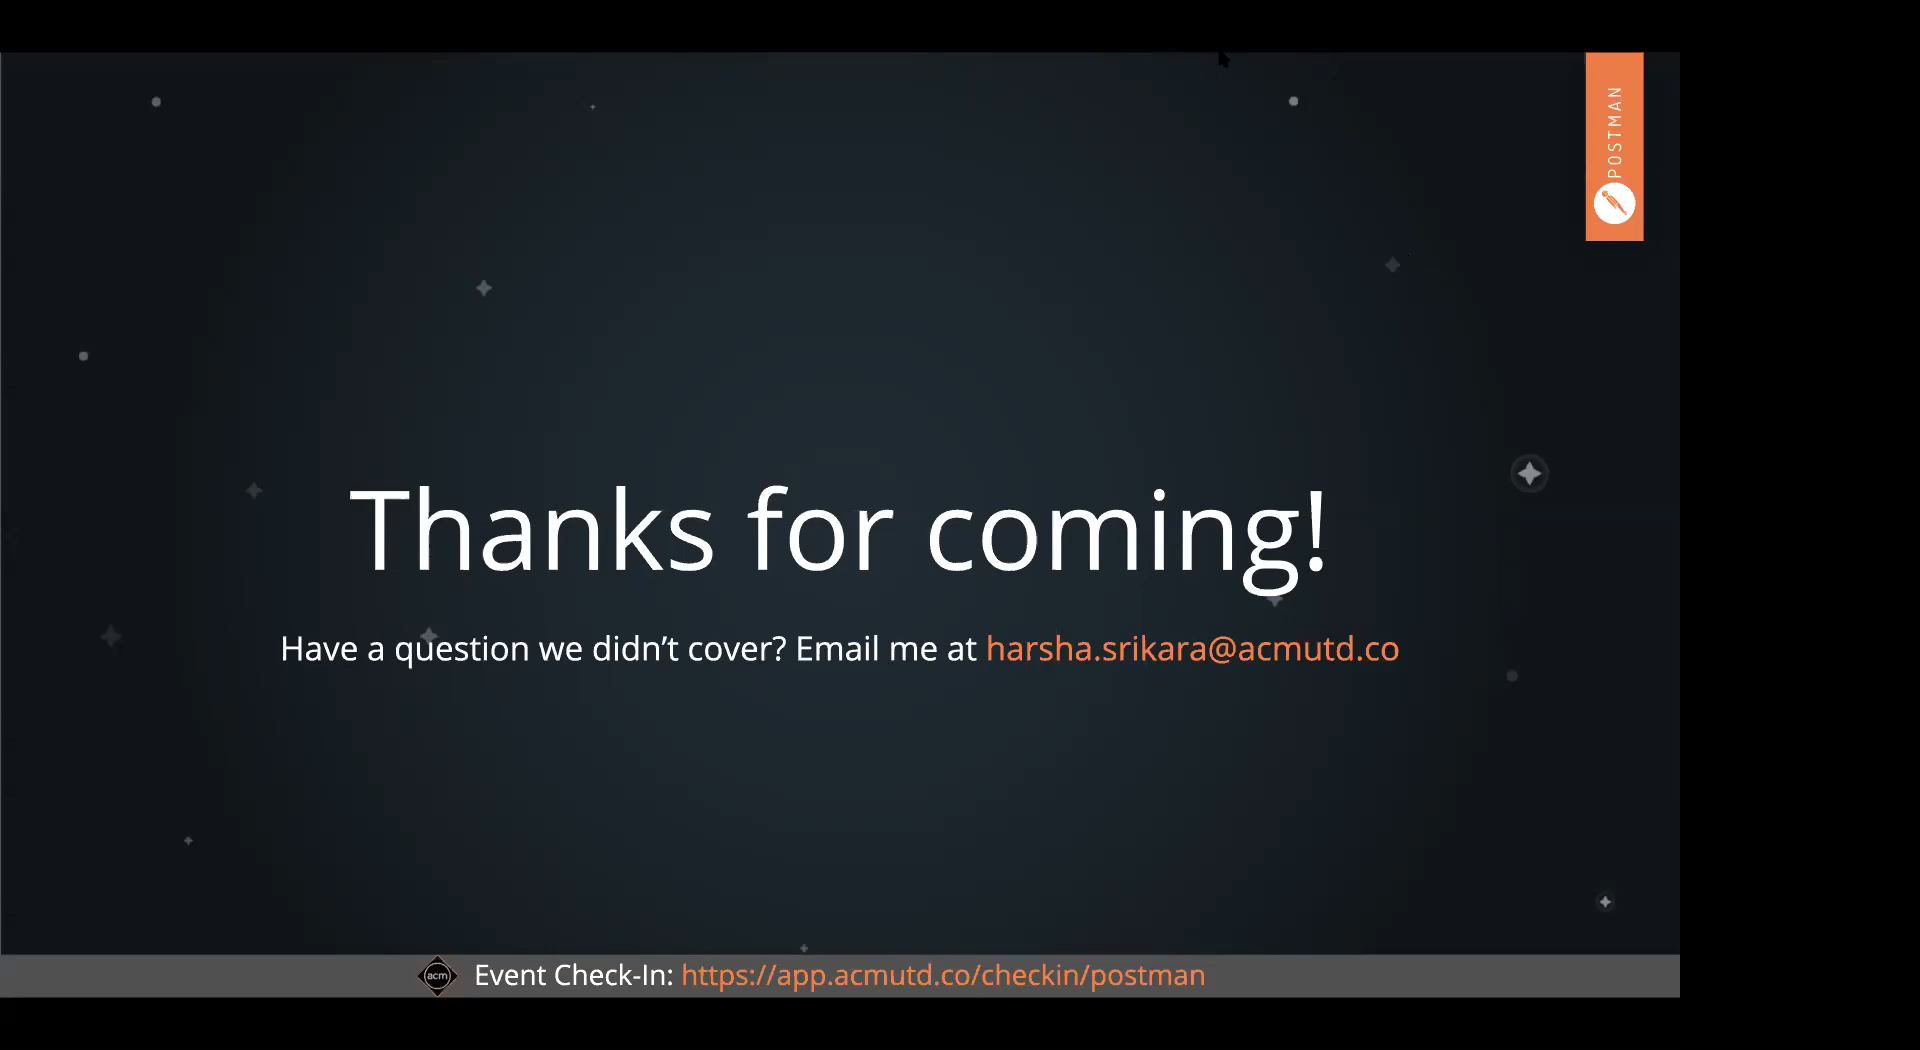 POSTMAN
Thanks for coming!
Have a question we didn’t cover? Email me at harsha.srikara@acmutd.co
acm Event Check-In: https://app.acmutd.co/checkin/postman